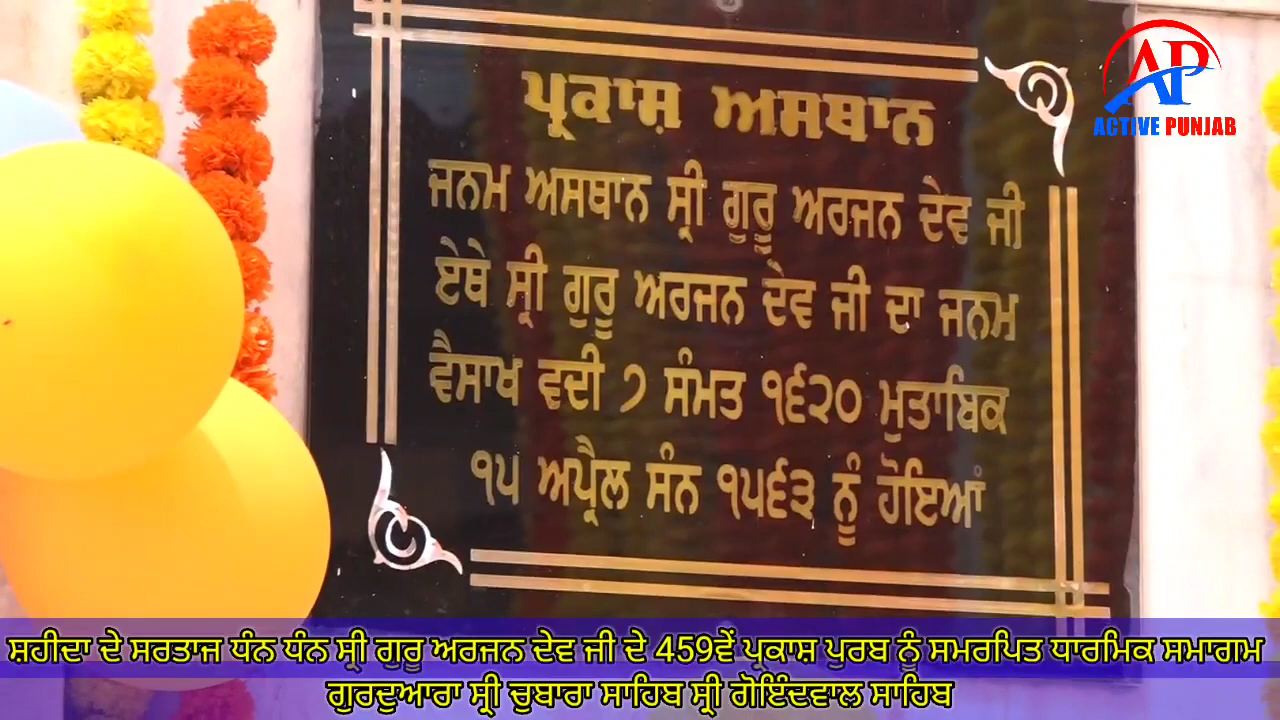 AP
ACTIVE PUNJAB
ਪ੍ਰਕਾਸ਼ ਅਸਥਾਨ
ਜਨਮ ਅਸਥਾਨ ਸ੍ਰੀ ਗੁਰੂ ਅਰਜਨ ਦੇਵ ਜੀ
ਏਥੇ ਸ੍ਰੀ ਗੁਰੂ ਅਰਜਨ ਦੇਵ ਜੀ ਦਾ ਜਨਮ
ਵੈਸਾਖ ਵਦੀ ੭ ਸੰਮਤ ੧੬੨੦ ਮੁਤਾਬਿਕ
੧੫ ਅਪ੍ਰੈਲ ਸੰਨ ੧੫੬੩ ਨੂੰ ਹੋਇਆਂ
ਸ਼ਹੀਦਾ ਦੇ ਸਰਤਾਜ ਧੰਨ ਧੰਨ ਸ੍ਰੀ ਗੁਰੂ ਅਰਜਨ ਦੇਵ ਜੀ ਦੇ 459ਵੇਂ ਪ੍ਰਕਾਸ਼ ਪੁਰਬ ਨੂੰ ਸਮਰਪਿਤ ਧਾਰਮਿਕ ਸਮਾਗਮ
ਗੁਰਦੁਆਰਾ ਸ੍ਰੀ ਚੁਬਾਰਾ ਸਾਹਿਬ ਸ੍ਰੀ ਗੋਇੰਦਵਾਲ ਸਾਹਿਬ